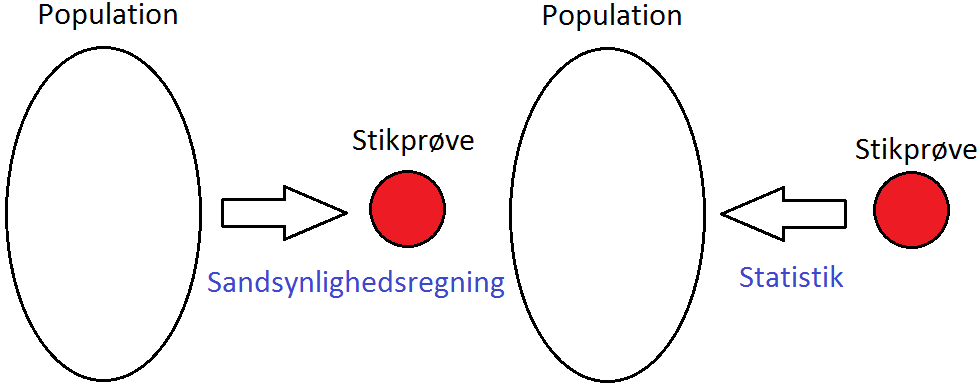 Population
Stikprøve
Sandsynlighedsregning
Population
Stikprøve
Statistik